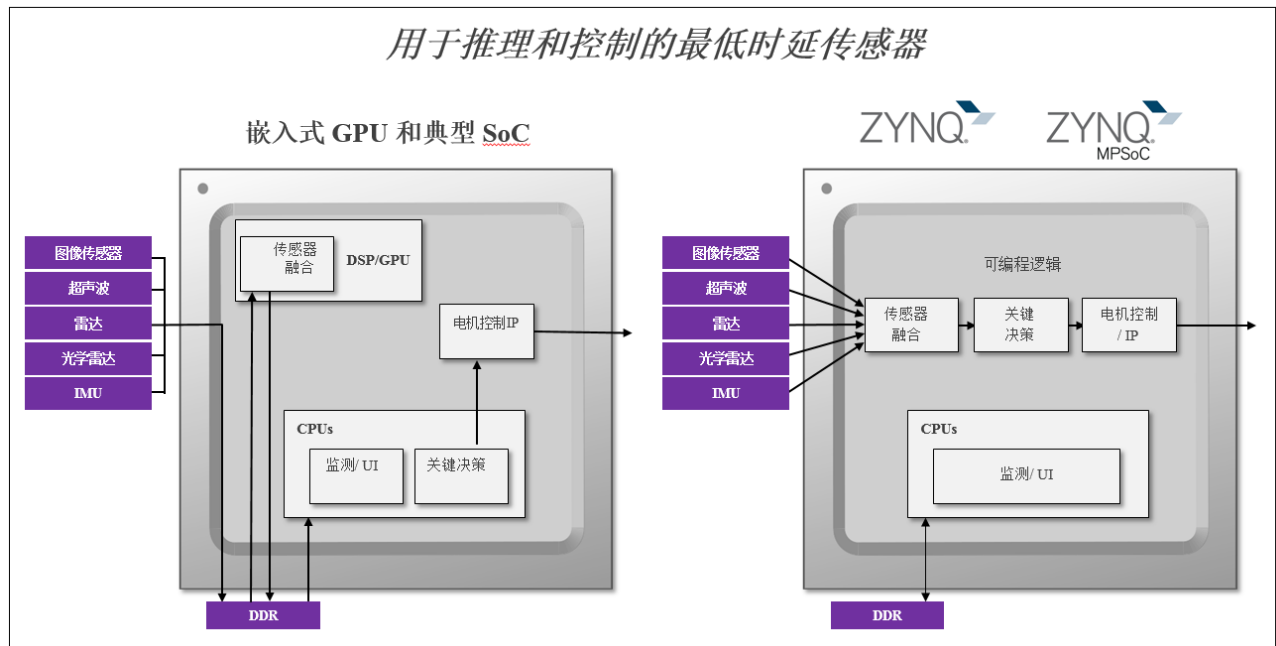 用于推理和控制的最低时延传感器
嵌入式 GPU 和典型 SoC
图像传感器
超声波
雷达
光学雷达
IMU
传感器
融合
DSP/GPU
电机控制IP
CPUs
监测/ UI
关键决策
DDR
ZYNQ.
ZYNQ.
MPSoC
图像传感器
超声波
雷达
光学雷达
IMU
可编程逻辑
传感器
融合
关键
决策
电机控制
/ IP
CPUs
监测/ UI
DDR